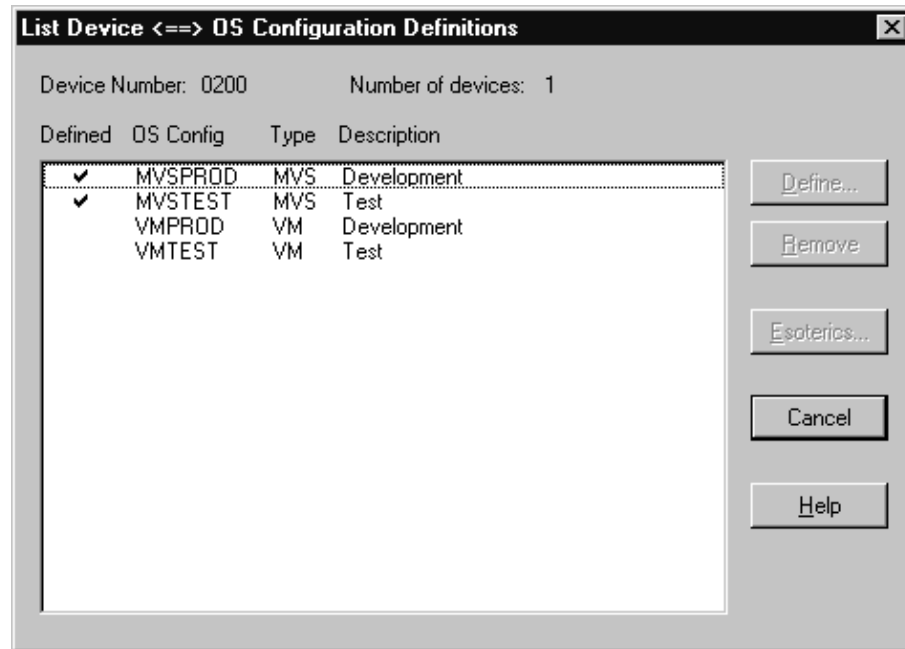 List Device <==> OS Configuration Definitions
Device Number: 0200 Number of devices: 1
Defined OS Config Type Description
✔ MVSPROD MVS Development
✔ MVSTEST MVS Test
VMPROD VM Development
VMTEST VM Test
Define...
Remove
Esoterics...
Cancel
Help